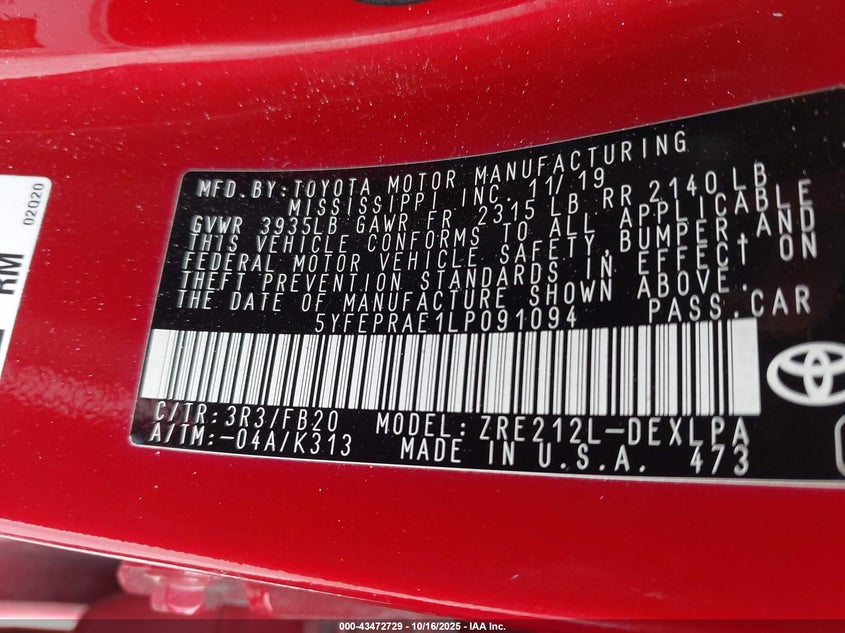 MFD.BY:TOYOTA MOTOR MANUFACTURING
MISSISSIPPI INC. 11/19
GVWR 3935LB GAWR FR 2315 LB RR 2140 LB
THIS VEHICLE CONFORMS TO ALL APPLICABLE
FEDERAL MOTOR VEHICLE SAFETY,BUMPER,AND
THEFT PREVENTION STANDARDS IN EFFECT ON
THE DATE OF MANUFACTURING SHOWN ABOVE.
5YFEPRAE1LP091094 PASS.CAR
C/TR:3R3/FB20 MODEL:ZRE212L-DEXLPA
A/TM:-04A/K313 MADE IN U.S.A. 473
RM
02020
000-43472729 - 10/16/2025 - IAA Inc.